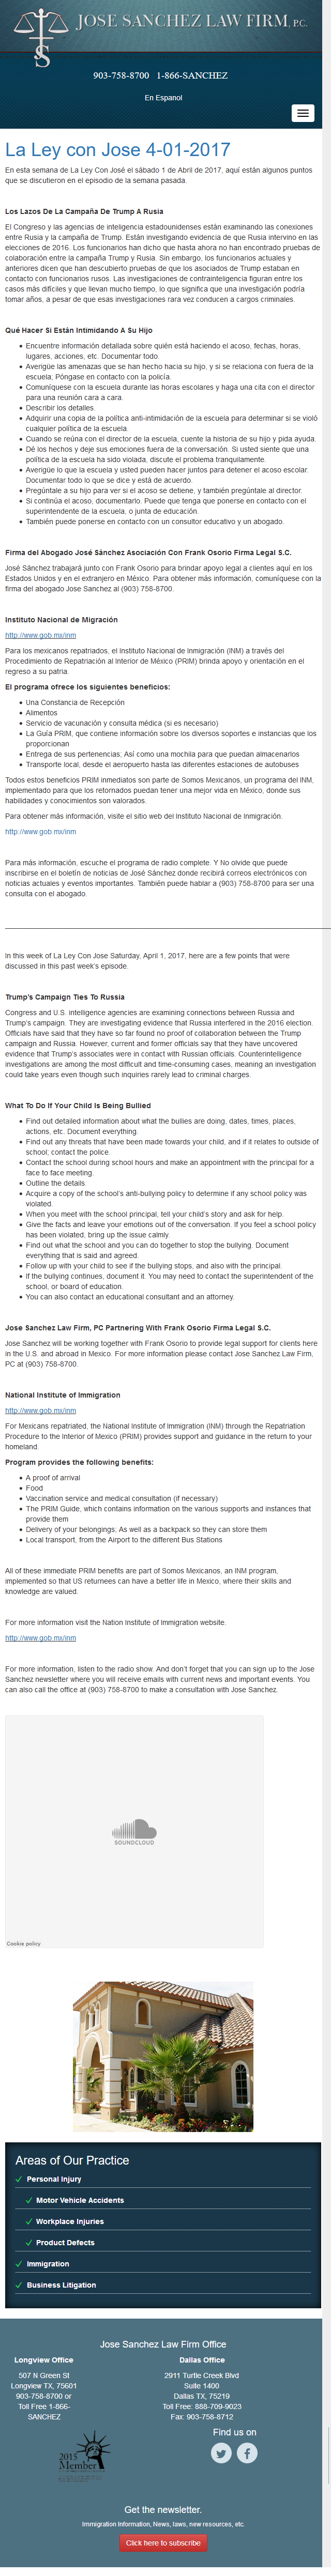 JOSE SANCHEZ LAW FIRM, P.C.
903-758-8700 1-866-SANCHEZ
En Espanol
La Ley con Jose 4-01-2017
En esta semana de La Ley Con José el sábado 1 de Abril de 2017, aquí están algunos puntos
que se discutieron en el episodio de la semana pasada.
Los Lazos De La Campaña De Trump A Rusia
El Congreso y las agencias de inteligencia estadounidenses están examinando las conexiones
entre Rusia y la campaña de Trump. Están investigando evidencia de que Rusia intervino en las
elecciones de 2016. Los funcionarios han dicho que hasta ahora no han encontrado pruebas de
colaboración entre la campaña Trump y Rusia. Sin embargo, los funcionarios actuales y
anteriores dicen que han descubierto pruebas de que los asociados de Trump estaban en
contacto con funcionarios rusos. Las investigaciones de contrainteligencia figuran entre los
casos más difíciles y que llevan mucho tiempo, lo que significa que una investigación podría
tomar años, a pesar de que esas investigaciones rara vez conducen a cargos criminales.
Qué Hacer Si Están Intimidando A Su Hijo
Encuentre información detallada sobre quién está haciendo el acoso, fechas, horas,
lugares, acciones, etc. Documentar todo.
Averigüe las amenazas que se han hecho hacia su hijo, y si se relaciona con fuera de la
escuela; Póngase en contacto con la policía.
Comuníquese con la escuela durante las horas escolares y haga una cita con el director
para una reunión cara a cara.
Describir los detalles.
Adquirir una copia de la política anti-intimidación de la escuela para determinar si se violó
cualquier política de la escuela.
Cuando se reúna con el director de la escuela, cuente la historia de su hijo y pida ayuda.
Dé los hechos y deje sus emociones fuera de la conversación. Si usted siente que una
política de la escuela ha sido violada, discute el problema tranquilamente.
Averigüe lo que la escuela y usted pueden hacer juntos para detener el acoso escolar.
Documentar todo lo que se dice y está de acuerdo.
Pregúntale a su hijo para ver si el acoso se detiene, y también pregúntale al director.
Si continúa el acoso, documentarlo. Puede que tenga que ponerse en contacto con el
superintendente de la escuela, o junta de educación.
También puede ponerse en contacto con un consultor educativo y un abogado.
Firma del Abogado José Sánchez Asociación Con Frank Osorio Firma Legal S.C.
José Sánchez trabajará junto con Frank Osorio para brindar apoyo legal a clientes aquí en los
Estados Unidos y en el extranjero en México. Para obtener más información, comuníquese con la
firma del abogado Jose Sanchez al (903) 758-8700.
Instituto Nacional de Migración
http://www.gob.mx/inm
Para los mexicanos repatriados, el Instituto Nacional de Inmigración (INM) a través del
Procedimiento de Repatriación al Interior de México (PRIM) brinda apoyo y orientación en el
regreso a su patria.
El programa ofrece los siguientes beneficios:
Una Constancia de Recepción
Alimentos
Servicio de vacunación y consulta médica (si es necesario)
La Guía PRIM, que contiene información sobre los diversos soportes e instancias que los
proporcionan
Entrega de sus pertenencias; Así como una mochila para que puedan almacenarlos
Transporte local, desde el aeropuerto hasta las diferentes estaciones de autobuses
Todos estos beneficios PRIM inmediatos son parte de Somos Mexicanos, un programa del INM,
implementado para que los retornados puedan tener una mejor vida en México, donde sus
habilidades y conocimientos son valorados.
Para obtener más información, visite el sitio web del Instituto Nacional de Inmigración.
http://www.gob.mx/inm
Para más información, escuche el programa de radio complete. Y No olvide que puede
inscribirse en el boletín de noticias de José Sánchez donde recibirá correos electrónicos con
noticias actuales y eventos importantes. También puede hablar a (903) 758-8700 para ser una
consulta con el abogado.
In this week of La Ley Con Jose Saturday, April 1, 2017, here are a few points that were
discussed in this past week's episode.
Trump's Campaign Ties To Russia
Congress and U.S. intelligence agencies are examining connections between Russia and
Trump's campaign. They are investigating evidence that Russia interfered in the 2016 election.
Officials have said that they have so far found no proof of collaboration between the Trump
campaign and Russia. However, current and former officials say that they have uncovered
evidence that Trump's associates were in contact with Russian officials. Counterintelligence
investigations are among the most difficult and time-consuming cases, meaning an investigation
could take years even though such inquiries rarely lead to criminal charges.
What To Do If Your Child Is Being Bullied
Find out detailed information about what the bullies are doing, dates, times, places,
actions, etc. Document everything.
Find out any threats that have been made towards your child, and if it relates to outside of
school; contact the police.
Contact the school during school hours and make an appointment with the principal for a
face to face meeting.
Outline the details.
Acquire a copy of the school's anti-bullying policy to determine if any school policy was
violated.
When you meet with the school principal, tell your child's story and ask for help.
Give the facts and leave your emotions out of the conversation. If you feel a school policy
has been violated, bring up the issue calmly.
Find out what the school and you can do together to stop the bullying. Document
everything that is said and agreed.
Follow up with your child to see if the bullying stops, and also with the principal.
If the bullying continues, document it. You may need to contact the superintendent of the
school, or board of education.
You can also contact an educational consultant and an attorney.
Jose Sanchez Law Firm, PC Partnering With Frank Osorio Firma Legal S.C.
Jose Sanchez will be working together with Frank Osorio to provide legal support for clients here
in the U.S. and abroad in Mexico. For more information please contact Jose Sanchez Law Firm,
PC at (903) 758-8700.
National Institute of Immigration
http://www.gob.mx/inm
For Mexicans repatriated, the National Institute of Immigration (INM) through the Repatriation
Procedure to the Interior of Mexico (PRIM) provides support and guidance in the return to your
homeland.
Program provides the following benefits:
A proof of arrival
Food
Vaccination service and medical consultation (if necessary)
The PRIM Guide, which contains information on the various supports and instances that
provide them
Delivery of your belongings; As well as a backpack so they can store them
Local transport, from the Airport to the different Bus Stations
All of these immediate PRIM benefits are part of Somos Mexicanos, an INM program,
implemented so that US returnees can have a better life in Mexico, where their skills and
knowledge are valued.
For more information visit the Nation Institute of Immigration website.
http://www.gob.mx/inm
For more information, listen to the radio show. And don't forget that you can sign up to the Jose
Sanchez newsletter where you will receive emails with current news and important events. You
can also call the office at (903) 758-8700 to make a consultation with Jose Sanchez.
SOUNDCLOUD
Cookie policy
Areas of Our Practice
Personal Injury
Motor Vehicle Accidents
Workplace Injuries
Product Defects
Immigration
Business Litigation
Jose Sanchez Law Firm Office
Longview Office
507 N Green St
Longview TX, 75601
903-758-8700 or
Toll Free 1-866-
SANCHEZ
Dallas Office
2911 Turtle Creek Blvd
Suite 1400
Dallas TX, 75219
Toll Free: 888-709-9023
Fax: 903-758-8712
2015
Member
Find us on
Get the newsletter.
Immigration Information, News, laws, new resources, etc.
Click here to subscribe